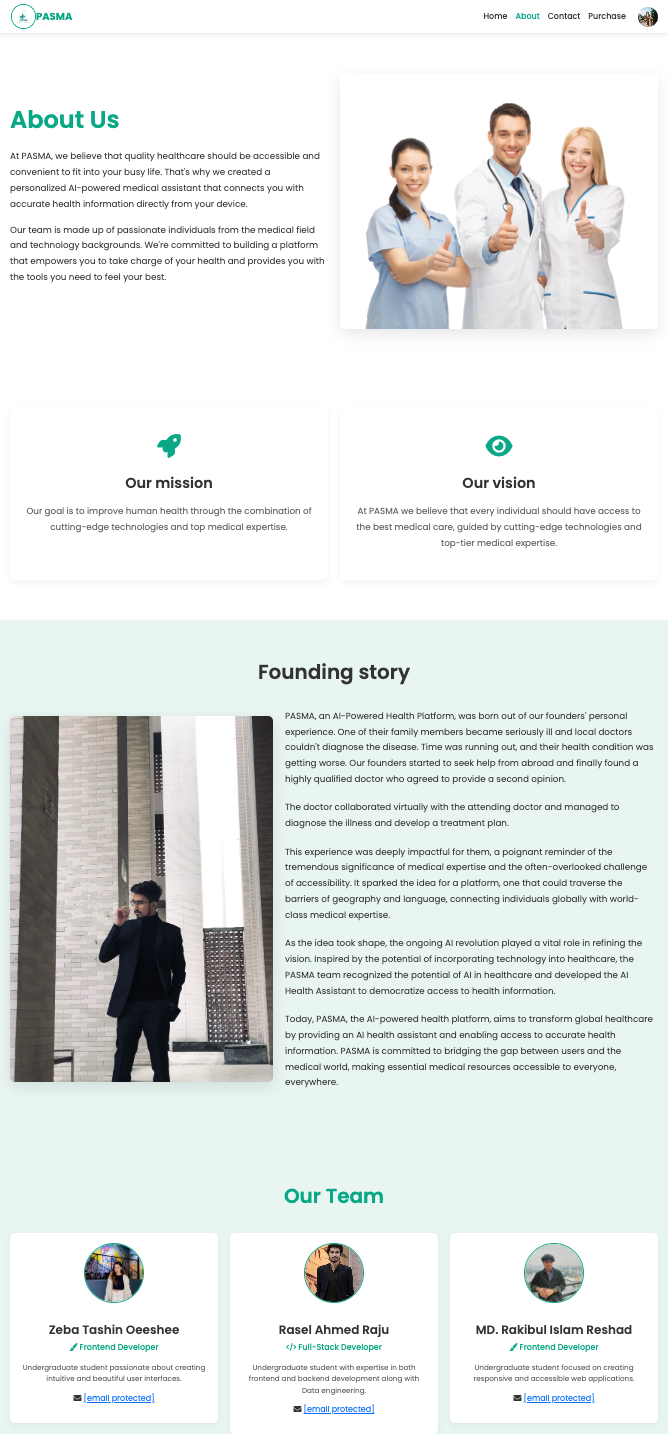 PASMA
Home About Contact Purchase
About Us
At PASMA, we believe that quality healthcare should be accessible and
convenient to fit into your busy life. That's why we created a
personalized AI-powered medical assistant that connects you with
accurate health information directly from your device.
Our team is made up of passionate individuals from the medical field
and technology backgrounds. We're committed to building a platform
that empowers you to take charge of your health and provides you with
the tools you need to feel your best.
Our mission
Our goal is to improve human health through the combination of
cutting-edge technologies and top medical expertise.
Our vision
At PASMA we believe that every individual should have access to
the best medical care, guided by cutting-edge technologies and
top-tier medical expertise.
Founding story
PASMA, an AI-Powered Health Platform, was born out of our founders' personal
experience. One of their family members became seriously ill and local doctors
couldn't diagnose the disease. Time was running out, and their health condition was
getting worse. Our founders started to seek help from abroad and finally found a
highly qualified doctor who agreed to provide a second opinion.
The doctor collaborated virtually with the attending doctor and managed to
diagnose the illness and develop a treatment plan.
This experience was deeply impactful for them, a poignant reminder of the
tremendous significance of medical expertise and the often-overlooked challenge
of accessibility. It sparked the idea for a platform, one that could traverse the
barriers of geography and language, connecting individuals globally with world-
class medical expertise.
As the idea took shape, the ongoing AI revolution played a vital role in refining the
vision. Inspired by the potential of incorporating technology into healthcare, the
PASMA team recognized the potential of AI in healthcare and developed the AI
Health Assistant to democratize access to health information.
Today, PASMA, the AI-powered health platform, aims to transform global healthcare
by providing an AI health assistant and enabling access to accurate health
information. PASMA is committed to bridging the gap between users and the
medical world, making essential medical resources accessible to everyone,
everywhere.
Our Team
Zeba Tashin Oeeshee
Frontend Developer
Undergraduate student passionate about creating
intuitive and beautiful user interfaces.
[email protected]
Rasel Ahmed Raju
</> Full-Stack Developer
Undergraduate student with expertise in both
frontend and backend development along with
Data engineering.
[email protected]
MD. Rakibul Islam Reshad
Frontend Developer
Undergraduate student focused on creating
responsive and accessible web applications.
[email protected]